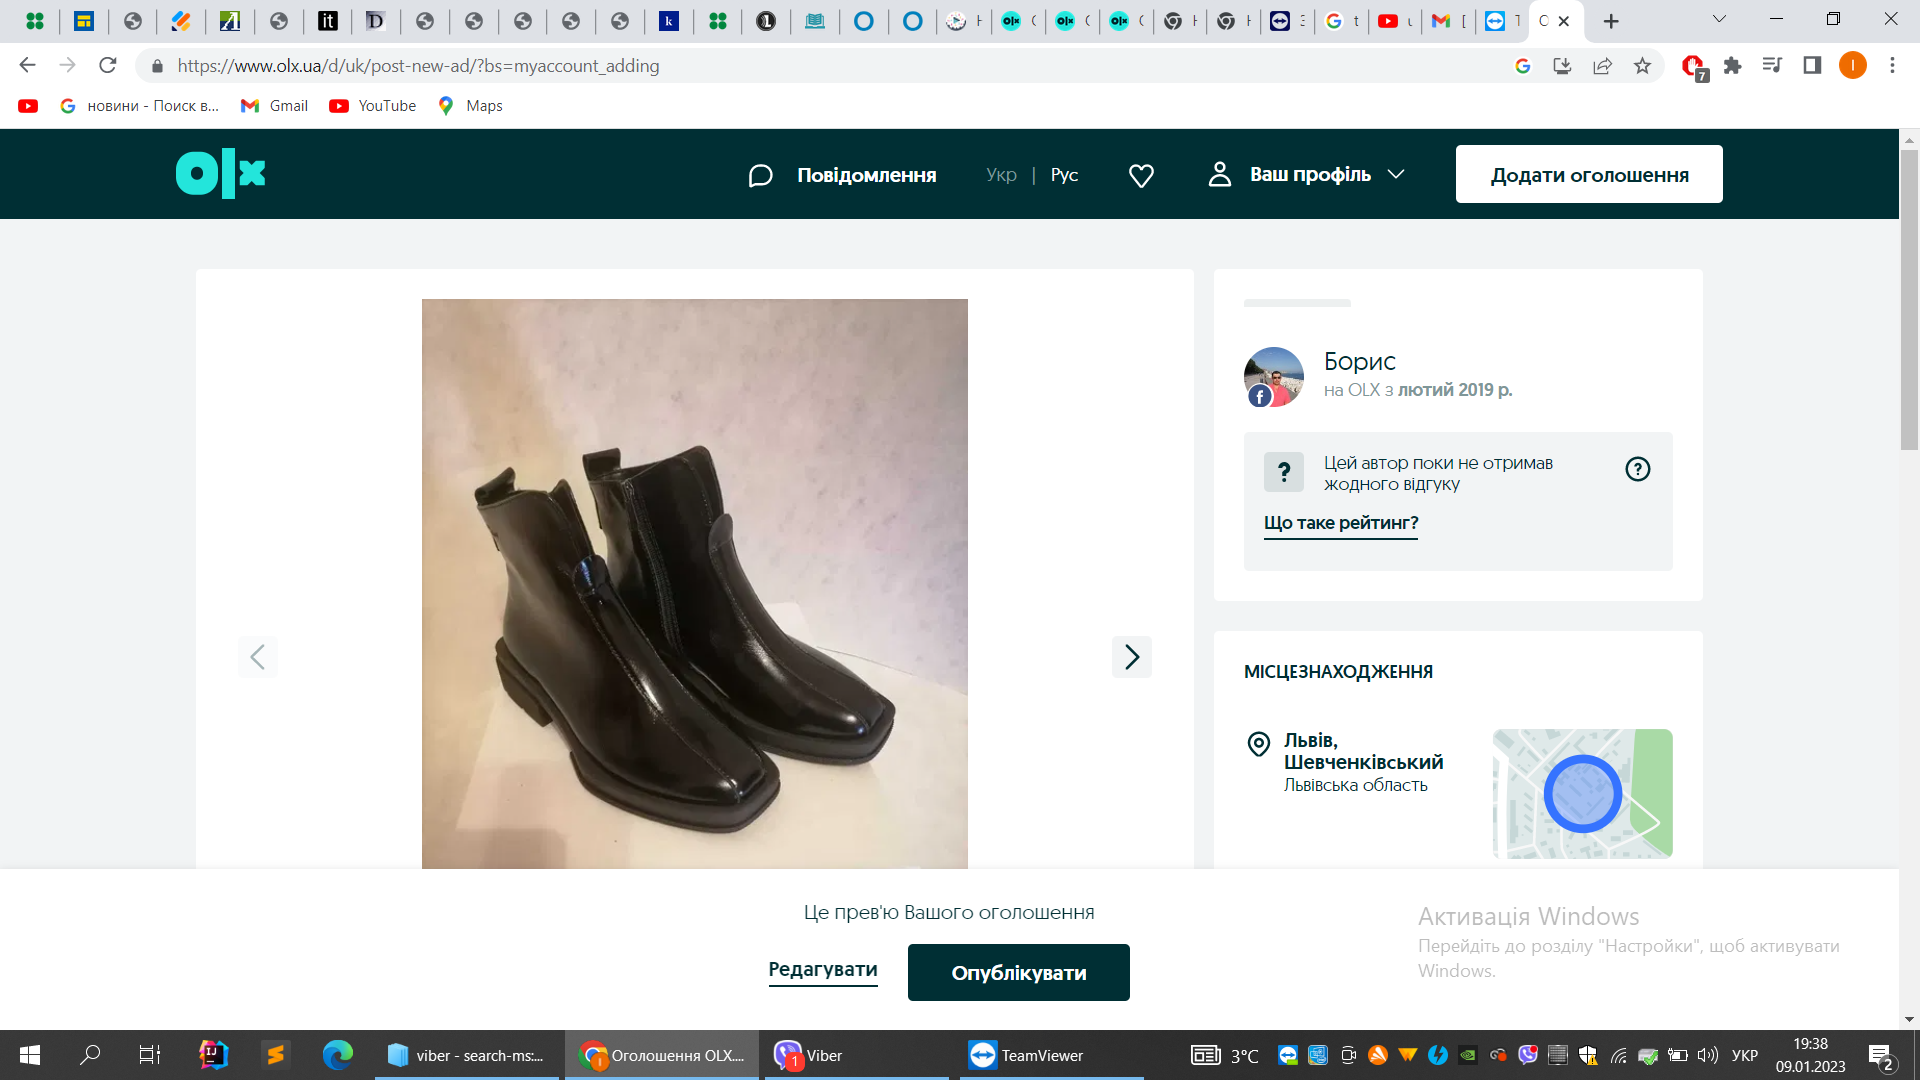 https://www.olx.ua/d/uk/post-new-ad/?bs=myaccount_adding
7
I
новини - Поиск в...
Gmail
YouTube
Maps
olx
Повідомлення
Укр | Рус
Ваш профіль
Додати оголошення
Борис
на OLX з лютий 2019 р.
?
Цей автор поки не отримав
жодного відгуку
?
Що таке рейтинг?
МІСЦЕЗНАХОДЖЕННЯ
Львів,
Шевченківський
Львівська область
Це прев'ю Вашого оголошення
Редагувати
Опублікувати
Активація Windows
Перейдіть до розділу "Настройки", щоб активувати
Windows.
viber - search-ms:...
Оголошення OLX....
1
Viber
TeamViewer
3°C
УКР
19:38
09.01.2023
2